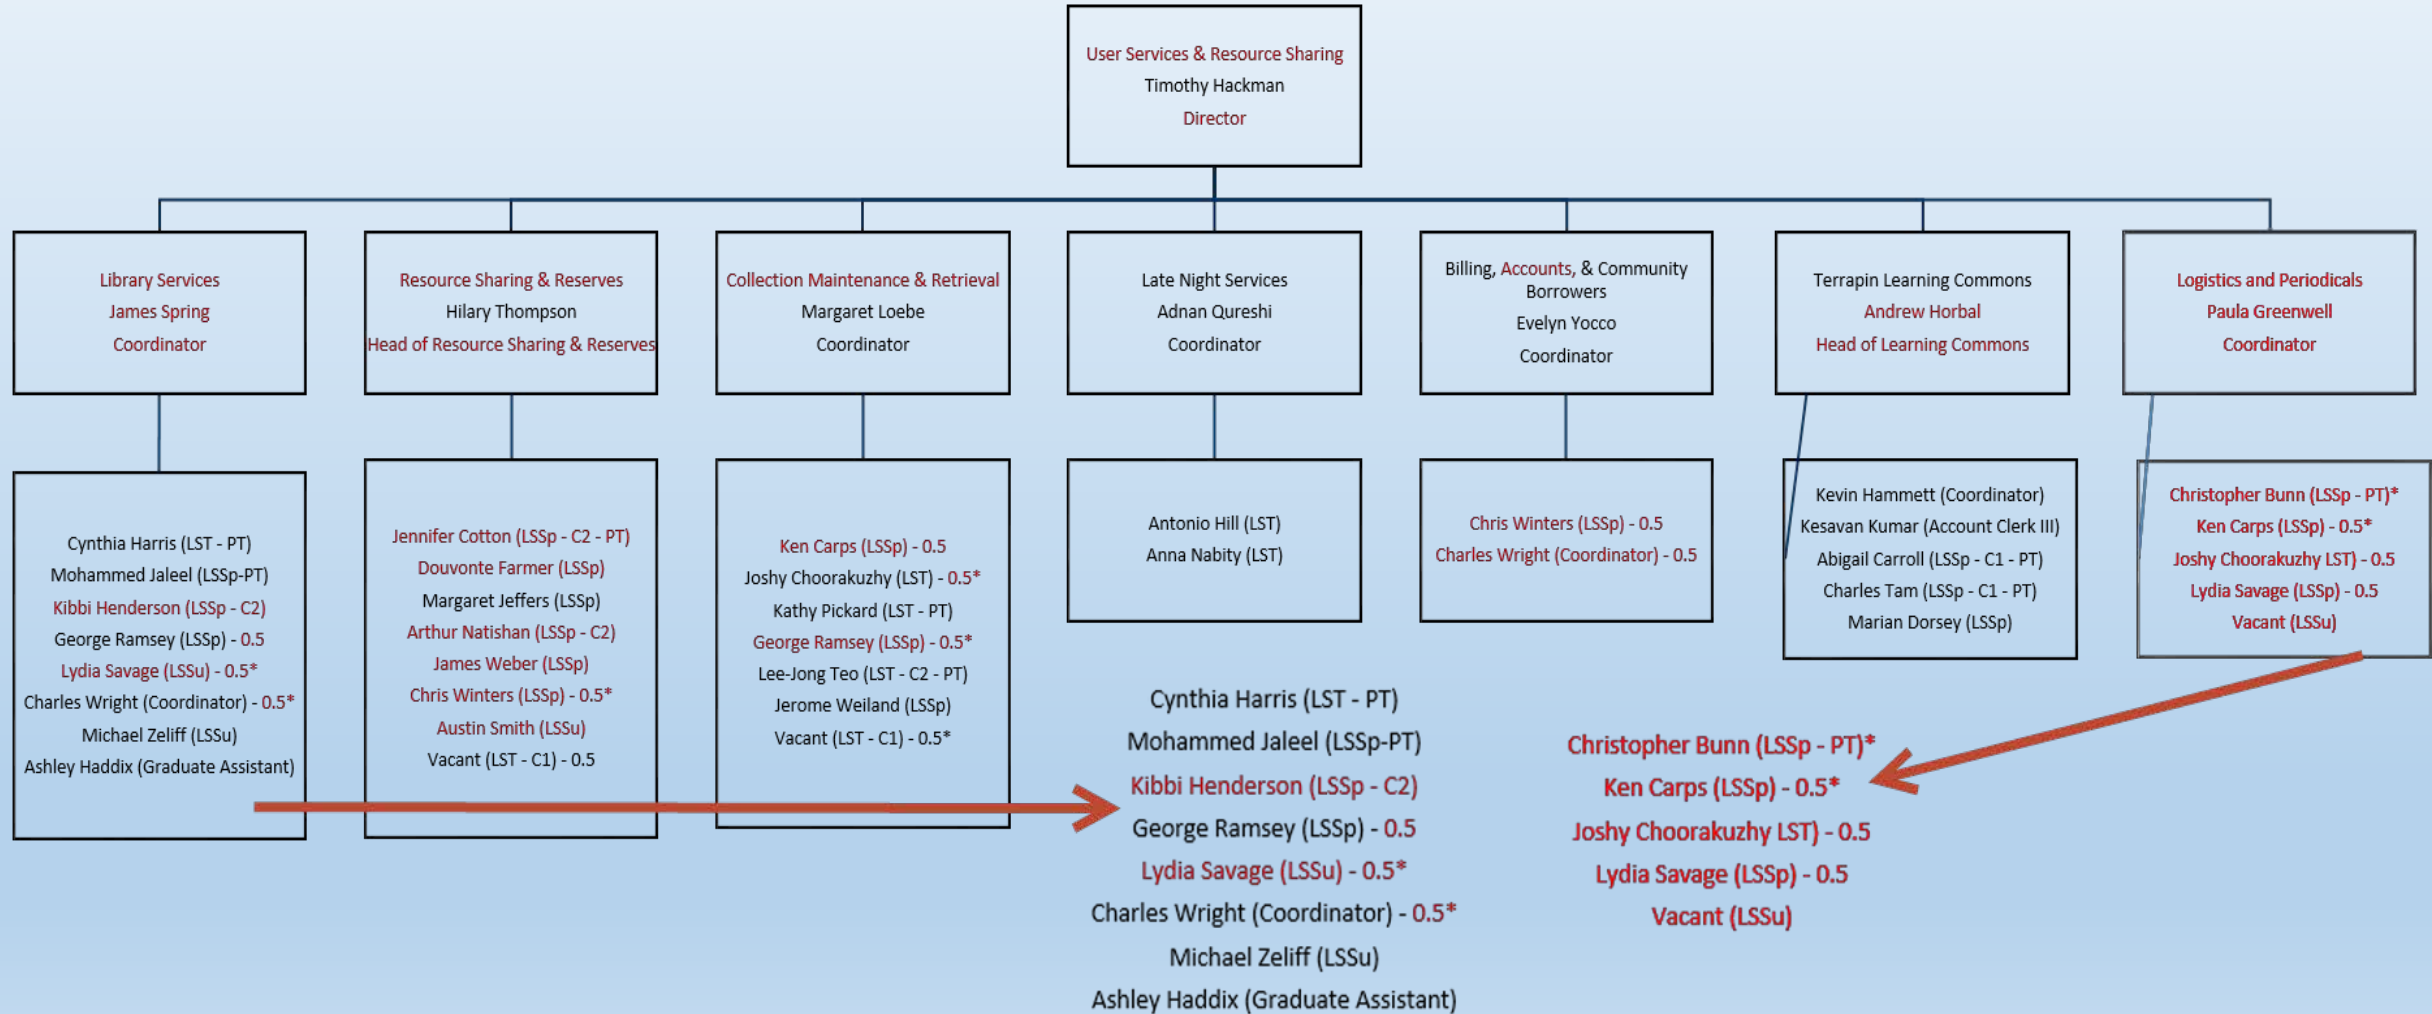 User Services & Resource Sharing
Timothy Hackman
Director
Library Services
James Spring
Coordinator
Resource Sharing & Reserves
Hilary Thompson
Head of Resource Sharing & Reserves
Collection Maintenance & Retrieval
Margaret Loebe
Coordinator
Late Night Services
Adnan Qureshi
Coordinator
Billing, Accounts, & Community
Borrowers
Evelyn Yocco
Coordinator
Terrapin Learning Commons
Andrew Horbal
Head of Learning Commons
Logistics and Periodicals
Paula Greenwell
Coordinator
Cynthia Harris (LST - PT)
Mohammed Jaleel (LSSp-PT)
Kibbi Henderson (LSSp - C2)
George Ramsey (LSSp) - 0.5
Lydia Savage (LSSu) - 0.5*
Charles Wright (Coordinator) - 0.5*
Michael Zeliff (LSSu)
Ashley Haddix (Graduate Assistant)
Jennifer Cotton (LSSp - C2 - PT)
Douvonte Farmer (LSSp)
Margaret Jeffers (LSSp)
Arthur Natishan (LSSp - C2)
James Weber (LSSp)
Chris Winters (LSSp) - 0.5*
Austin Smith (LSSu)
Vacant (LST - C1) - 0.5
Ken Carps (LSSp) - 0.5
Joshy Choorakuzhy (LST) - 0.5*
Kathy Pickard (LST - PT)
George Ramsey (LSSp) - 0.5*
Lee-Jong Teo (LST - C2 - PT)
Jerome Weiland (LSSp)
Vacant (LST - C1) - 0.5*
Antonio Hill (LST)
Anna Nabity (LST)
Chris Winters (LSSp) - 0.5
Charles Wright (Coordinator) - 0.5
Kevin Hammett (Coordinator)
Kesavan Kumar (Account Clerk III)
Abigail Carroll (LSSp - C1 - PT)
Charles Tam (LSSp - C1 - PT)
Marian Dorsey (LSSp)
Christopher Bunn (LSSp - PT)*
Ken Carps (LSSp) - 0.5*
Joshy Choorakuzhy LST) - 0.5
Lydia Savage (LSSp) - 0.5
Vacant (LSSu)
Cynthia Harris (LST - PT)
Mohammed Jaleel (LSSp-PT)
Kibbi Henderson (LSSp - C2)
George Ramsey (LSSp) - 0.5
Lydia Savage (LSSu) - 0.5*
Charles Wright (Coordinator) - 0.5*
Michael Zeliff (LSSu)
Ashley Haddix (Graduate Assistant)
Christopher Bunn (LSSp - PT)*
Ken Carps (LSSp) - 0.5*
Joshy Choorakuzhy LST) - 0.5
Lydia Savage (LSSp) - 0.5
Vacant (LSSu)